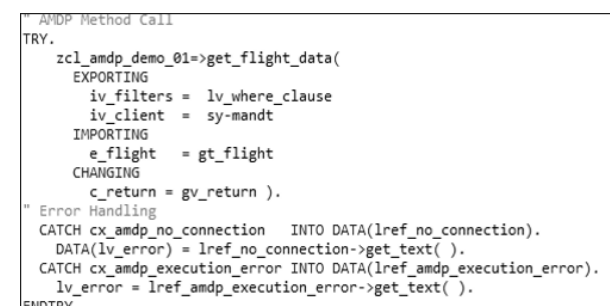 " AMDP Method Call
TRY.
zcl_amdp_demo_01=>get_flight_data(
EXPORTING
iv_filters = lv_where_clause
iv_client = sy-mandt
IMPORTING
e_flight = gt_flight
CHANGING
c_return = gv_return ).
" Error Handling
CATCH cx_amdp_no_connection INTO DATA(lref_no_connection).
DATA(lv_error) = lref_no_connection->get_text( ).
CATCH cx_amdp_execution_error INTO DATA(lref_amdp_execution_error).
lv_error = lref_amdp_execution_error->get_text( ).
ENDTRY